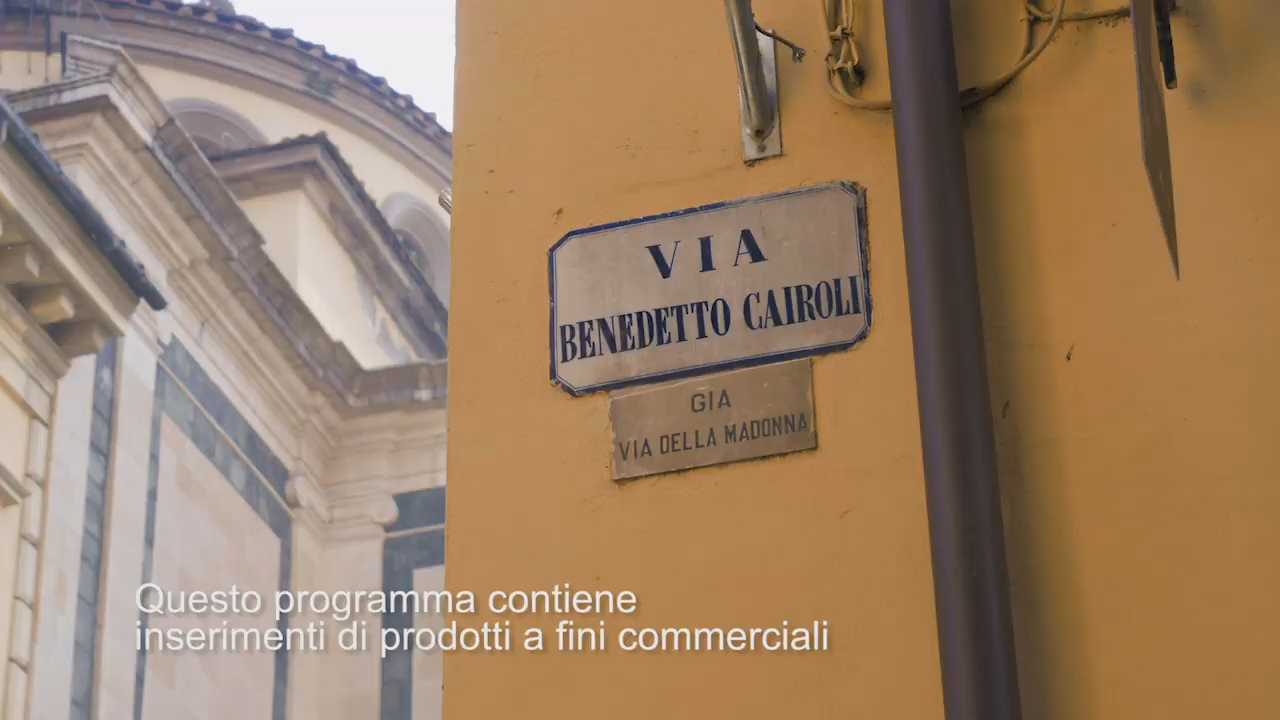 VIA
BENEDETTO CAIROLI
GIA
VIA DELLA MADONNA
Questo programma contiene
inserimenti di prodotti a fini commerciali